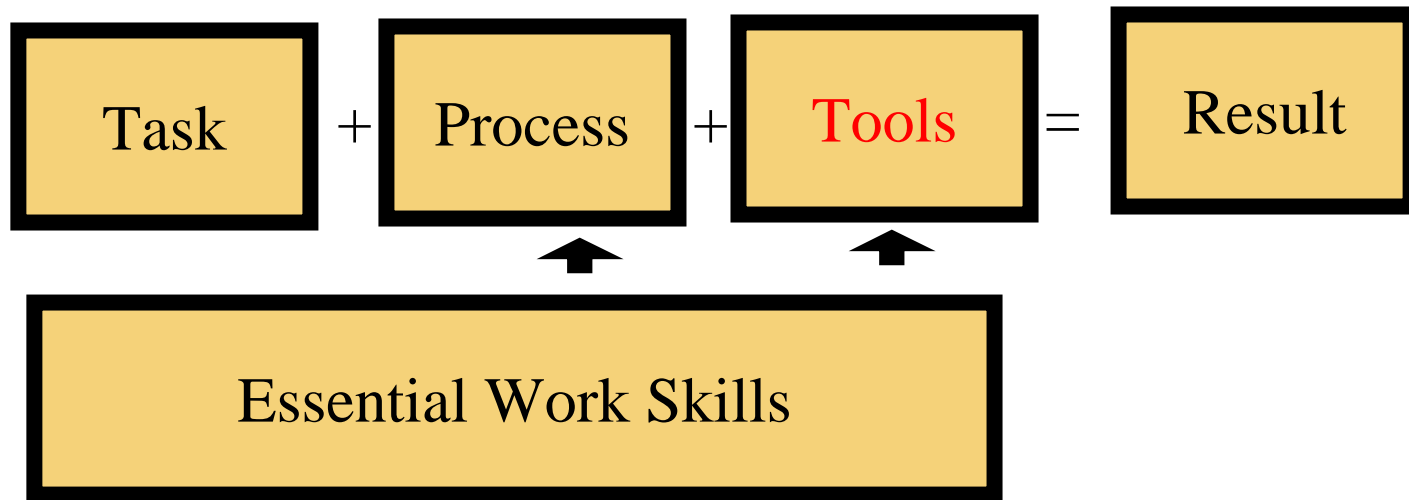 Task + Process + Tools = Result
Essential Work Skills